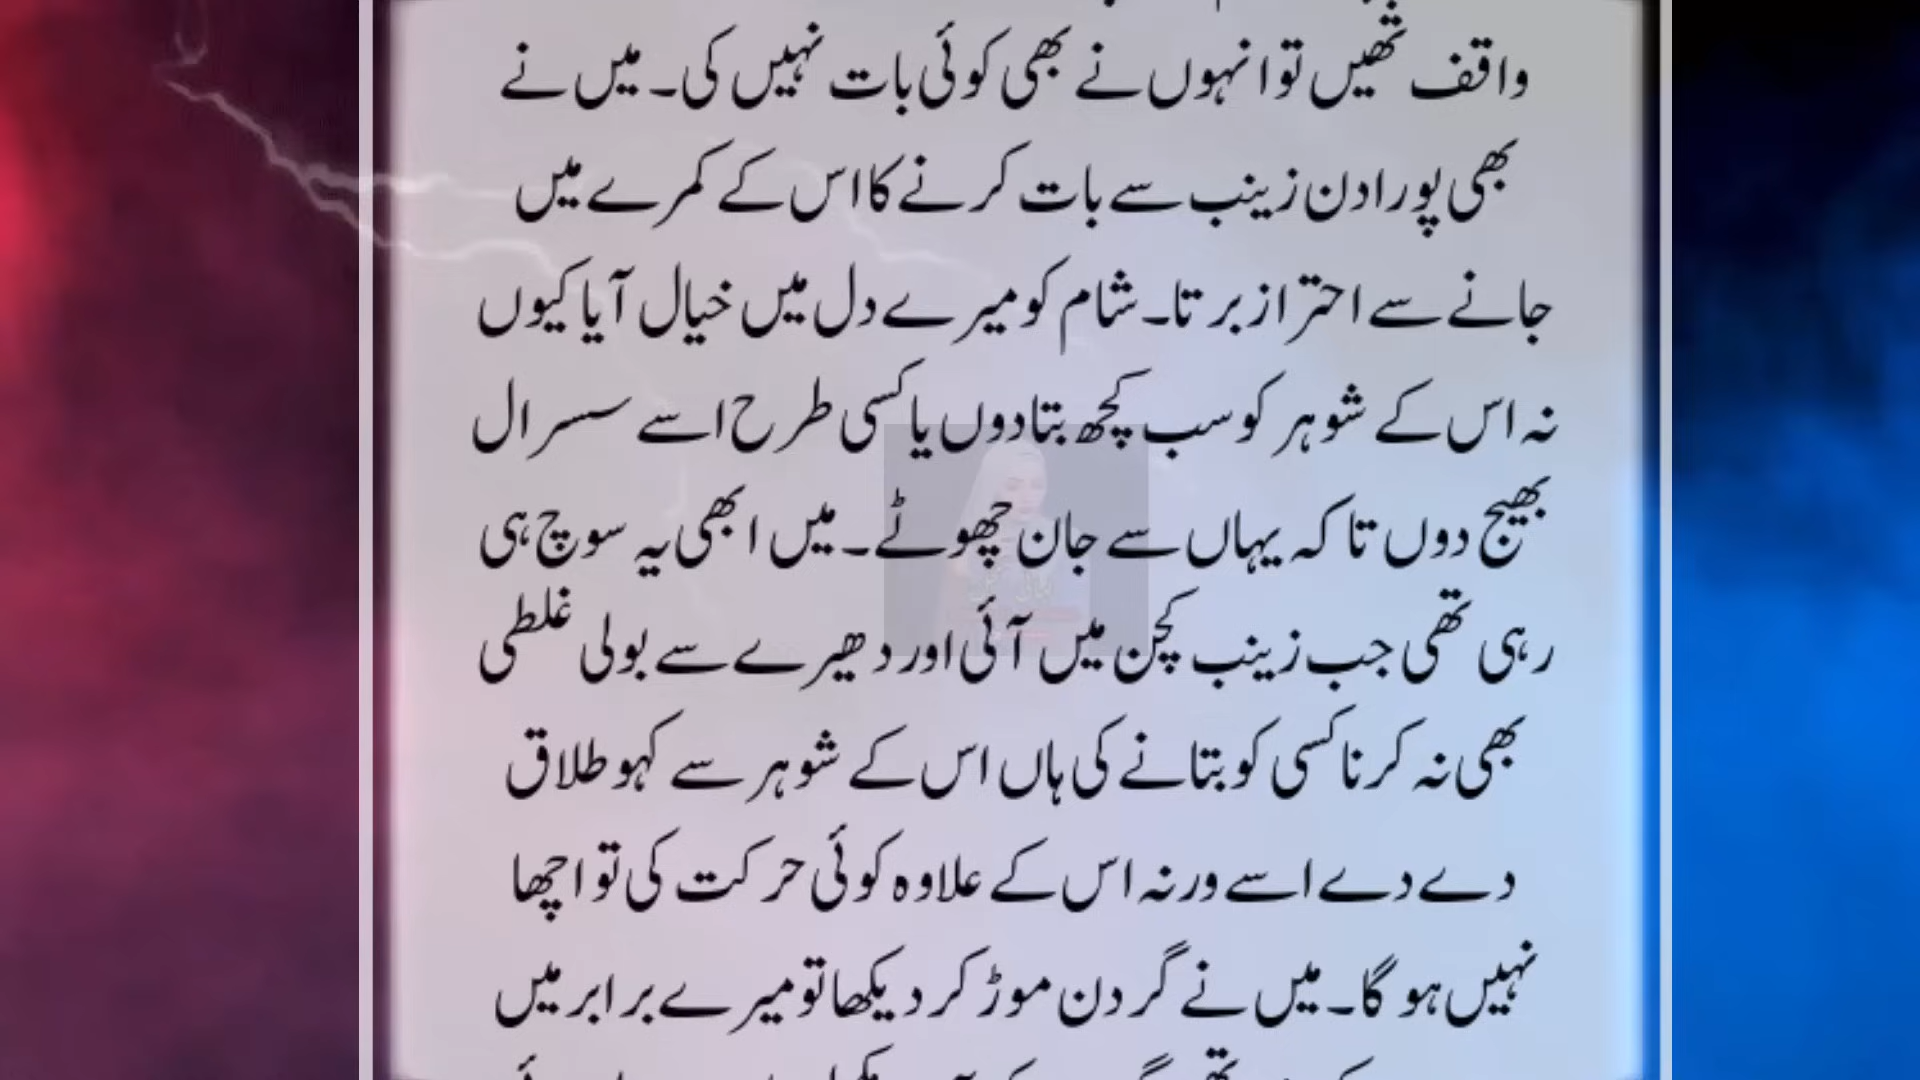 واقف تھیں تو انہوں نے بھی کوئی بات نہیں کی۔ میں نے
بھی پورا دن زینب سے بات کرنے کا اس کے کمرے میں
جانے سے احتراز برتا۔ شام کو میرے دل میں خیال آیا کیوں
نہ اس کے شوہر کو سب کچھ بتا دوں یا کسی طرح اسے سسرال
بھیج دوں تا کہ یہاں سے جان چھوٹے۔ میں ابھی یہ سوچ ہی
رہی تھی جب زینب کچن میں آئی اور دھیرے سے بولی غلطی
بھی نہ کرنا کسی کو بتانے کی ہاں اس کے شوہر سے کہو طلاق
دے دے اسے ورنہ اس کے علاوہ کوئی حرکت کی تو اچھا
نہیں ہو گا۔ میں نے گردن موڑ کر دیکھا تو میرے برابر میں